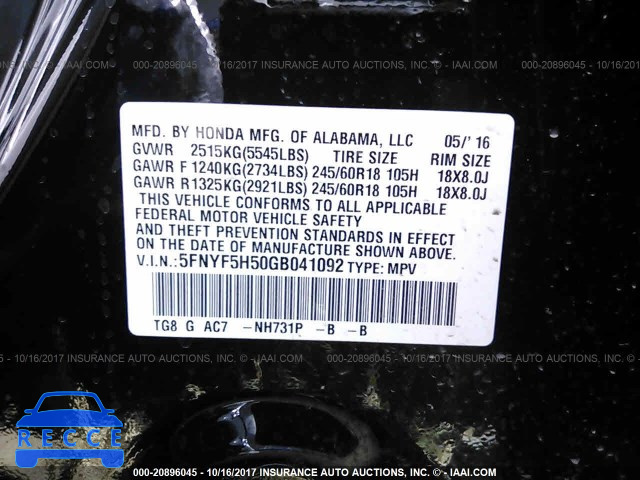 000-20896045 - 10/16/2017 INSURANCE AUTO AUCTIONS, INC. - IAAI.COM
MFD. BY HONDA MFG. OF ALABAMA, LLC 05/'16
GVWR 2515KG(5545LBS) TIRE SIZE RIM SIZE
GAWR F 1240KG(2734LBS) 245/60R18 105H 18X8.0J
GAWR R1325KG(2921LBS) 245/60R18 105H 18X8.0J
THIS VEHICLE CONFORMS TO ALL APPLICABLE
FEDERAL MOTOR VEHICLE SAFETY
AND THEFT PREVENTION STANDARDS IN EFFECT
ON THE DATE OF MANUFACTURE SHOWN ABOVE.
V.I.N.:5FNYF5H50GB041092 TYPE: MPV
TG8 G AC7 -NH731P -B -B
000-20896045 - 10/16/2017 INSURANCE AUTO AUCTIONS, INC. - IAAI.COM
RECCE
000-20896045 - 10/16/2017 INSURANCE AUTO AUCTIONS, INC. - IAAI.COM